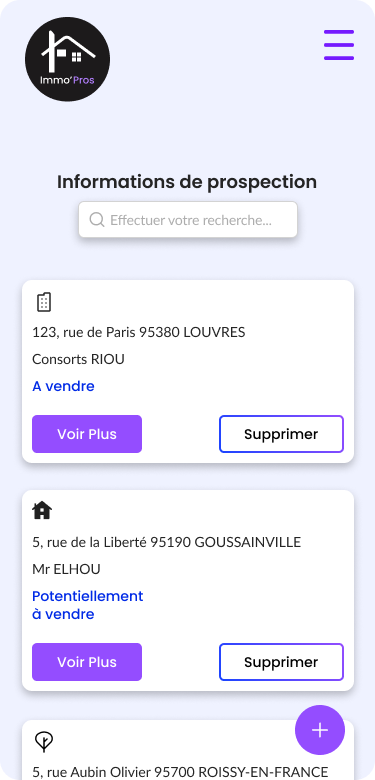 Immo'Pros
Informations de prospection
Effectuer votre recherche...
123, rue de Paris 95380 LOUVRES
Consorts RIOU
A vendre
Voir Plus
Supprimer
5, rue de la Liberté 95190 GOUSSAINVILLE
Mr ELHOU
Potentiellement
à vendre
Voir Plus
Supprimer
5, rue Aubin Olivier 95700 ROISSY-EN-FRANCE